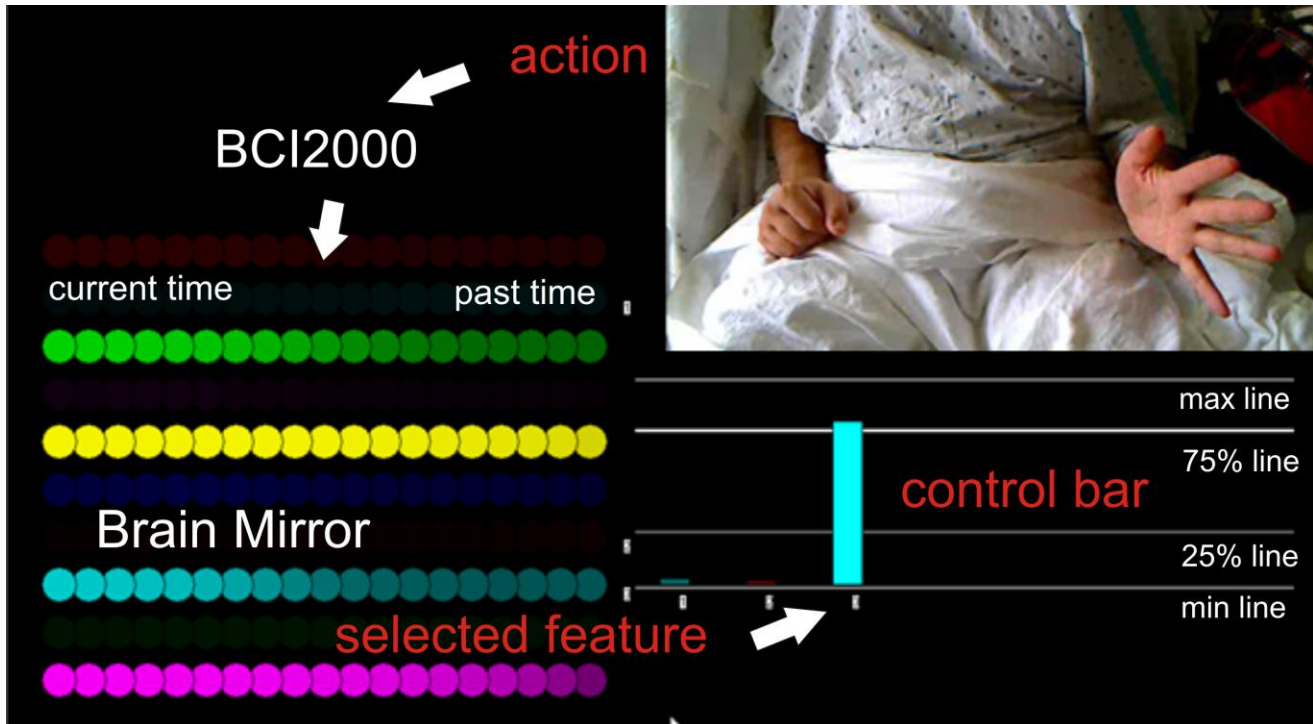 action
BCI2000
current time
past time
max line
75% line
control bar
Brain Mirror
25% line
min line
selected feature